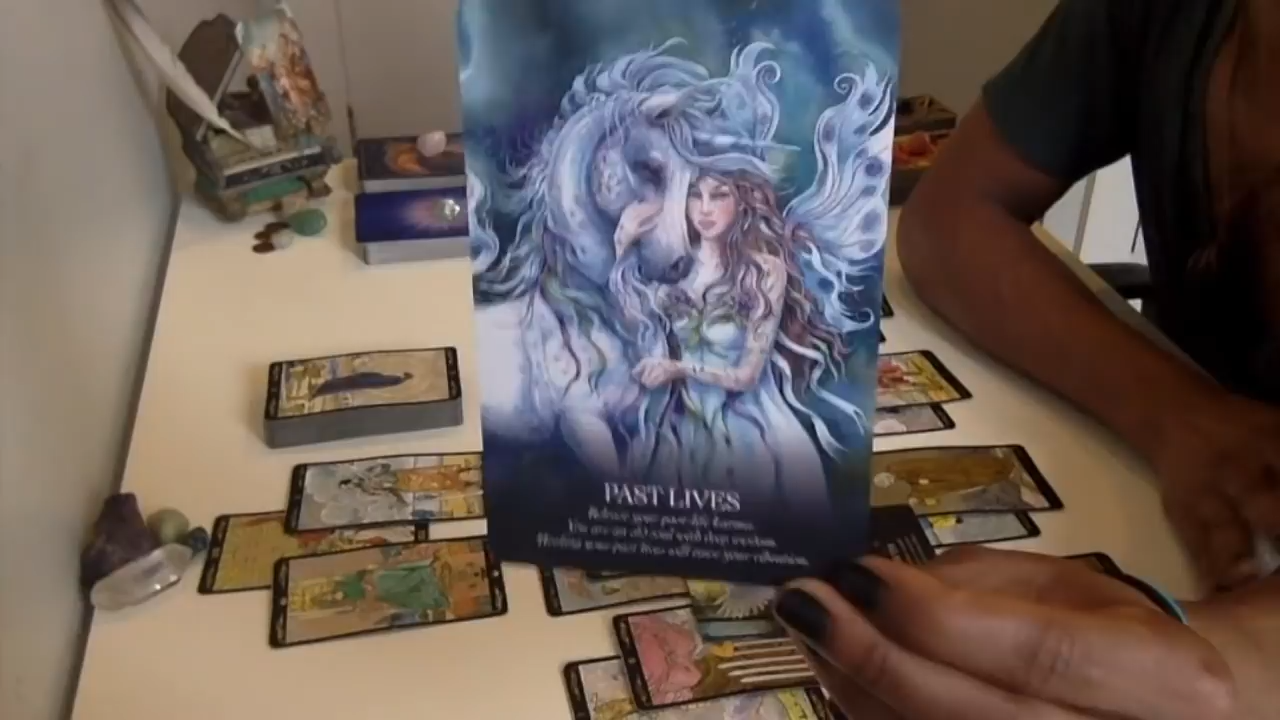 PAST LIVES
Release your past-life karma.
You are an old soul with deep wisdom.
Healing your past lives will raise your vibration.